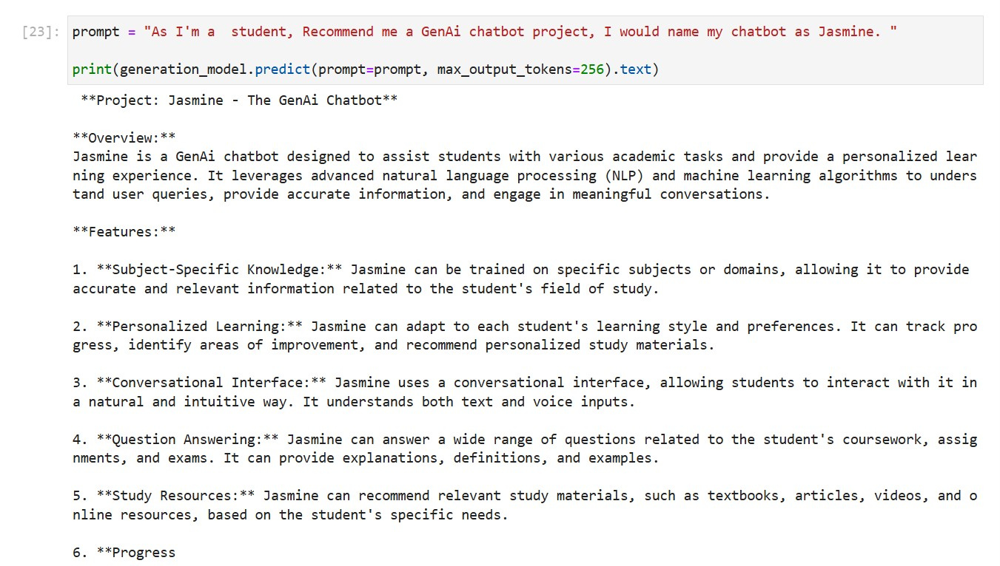 [23]: prompt = "As I'm a  student, Recommend me a GenAi chatbot project, I would name my chatbot as Jasmine. "
print(generation_model.predict(prompt=prompt, max_output_tokens=256).text)
**Project: Jasmine - The GenAi Chatbot**
**Overview:**
Jasmine is a GenAi chatbot designed to assist students with various academic tasks and provide a personalized lear
ning experience. It leverages advanced natural language processing (NLP) and machine learning algorithms to unders
tand user queries, provide accurate information, and engage in meaningful conversations.
**Features:**
1. **Subject-Specific Knowledge:** Jasmine can be trained on specific subjects or domains, allowing it to provide
accurate and relevant information related to the student's field of study.
2. **Personalized Learning:** Jasmine can adapt to each student's learning style and preferences. It can track pro
gress, identify areas of improvement, and recommend personalized study materials.
3. **Conversational Interface:** Jasmine uses a conversational interface, allowing students to interact with it in
a natural and intuitive way. It understands both text and voice inputs.
4. **Question Answering:** Jasmine can answer a wide range of questions related to the student's coursework, assig
nments, and exams. It can provide explanations, definitions, and examples.
5. **Study Resources:** Jasmine can recommend relevant study materials, such as textbooks, articles, videos, and o
nline resources, based on the student's specific needs.
6. **Progress